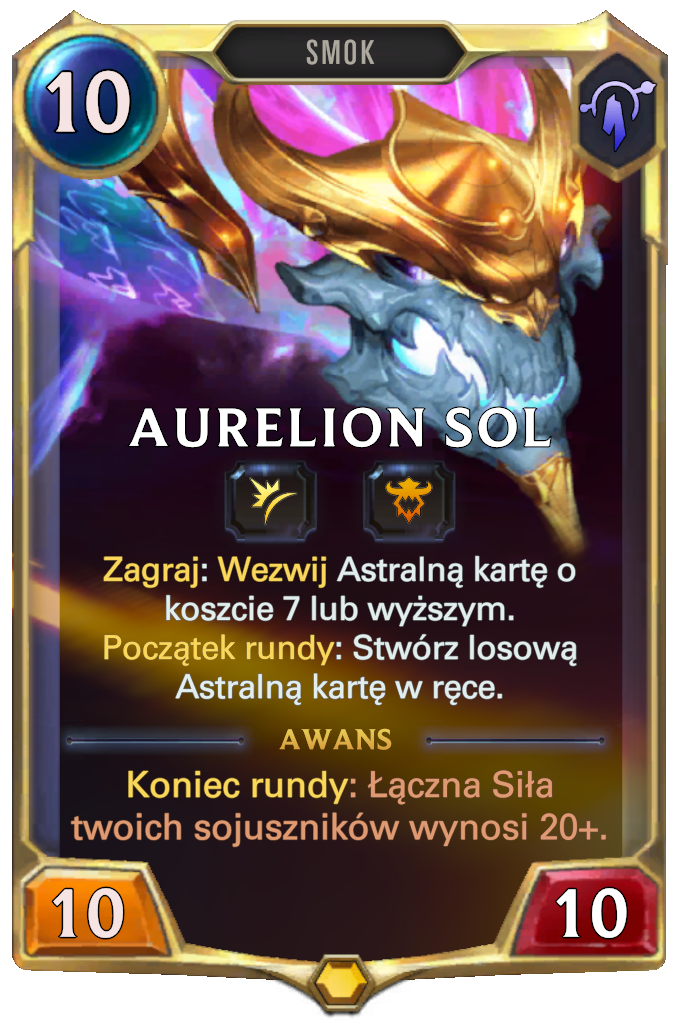 SMOK
10
AURELION SOL
Zagraj: Wezwij Astralną kartę o
koszcie 7 lub wyższym.
Początek rundy: Stwórz losową
Astralną kartę w ręce.
AWANS
Koniec rundy: Łączna Siła
twoich sojuszników wynosi 20+.
10 10